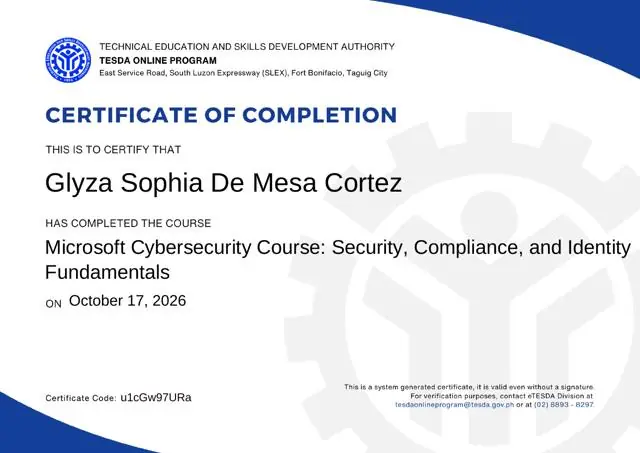 TECHNICAL EDUCATION AND SKILLS DEVELOPMENT AUTHORITY
TESDA ONLINE PROGRAM
East Service Road, South Luzon Expressway (SLEX), Fort Bonifacio, Taguig City
CERTIFICATE OF COMPLETION
THIS IS TO CERTIFY THAT
Glyza Sophia De Mesa Cortez
HAS COMPLETED THE COURSE
Microsoft Cybersecurity Course: Security, Compliance, and Identity
Fundamentals
ON October 17, 2026
Certificate Code: u1cGw97URa
This is a system generated certificate, it is valid even without a signature.
For verification purposes, contact eTESDA Division at
tesdaonlineprogram@tesda.gov.ph or at (02) 8893 - 8297.